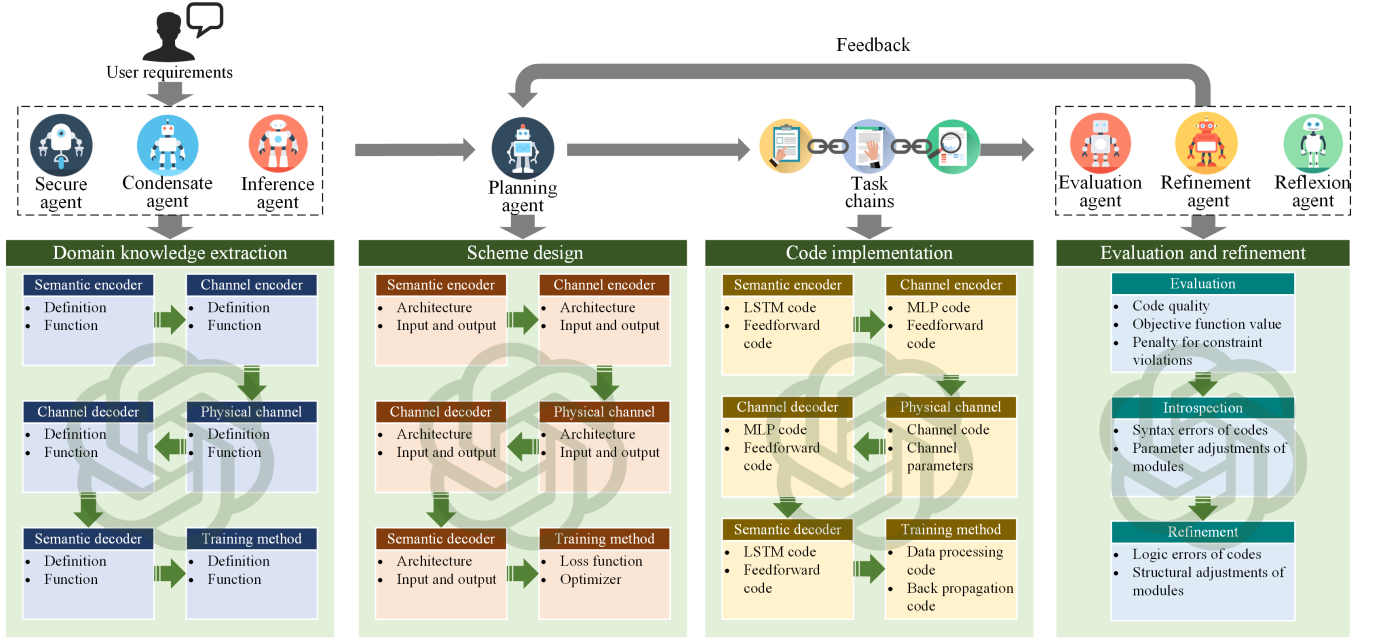 User requirements
Feedback
Secure
agent
Condensate
agent
Inference
agent
Planning
agent
Task
chains
Evaluation
agent
Refinement
agent
Reflexion
agent
Domain knowledge extraction
Semantic encoder
• Definition
• Function
Channel encoder
• Definition
• Function
Channel decoder
• Definition
• Function
Physical channel
• Definition
• Function
Semantic decoder
• Definition
• Function
Training method
• Definition
• Function
Scheme design
Semantic encoder
• Architecture
• Input and output
Channel encoder
• Architecture
• Input and output
Channel decoder
• Architecture
• Input and output
Physical channel
• Architecture
• Input and output
Semantic decoder
• Architecture
• Input and output
Training method
• Loss function
• Optimizer
Code implementation
Semantic encoder
• LSTM code
• Feedforward
code
Channel encoder
• MLP code
• Feedforward
code
Channel decoder
• MLP code
• Feedforward
code
Physical channel
• Channel code
• Channel
parameters
Semantic decoder
• LSTM code
• Feedforward
code
Training method
• Data processing
code
• Back propagation
code
Evaluation and refinement
Evaluation
• Code quality
• Objective function value
• Penalty for constraint
violations
Introspection
• Syntax errors of codes
• Parameter adjustments of
modules
Refinement
• Logic errors of codes
• Structural adjustments of
modules